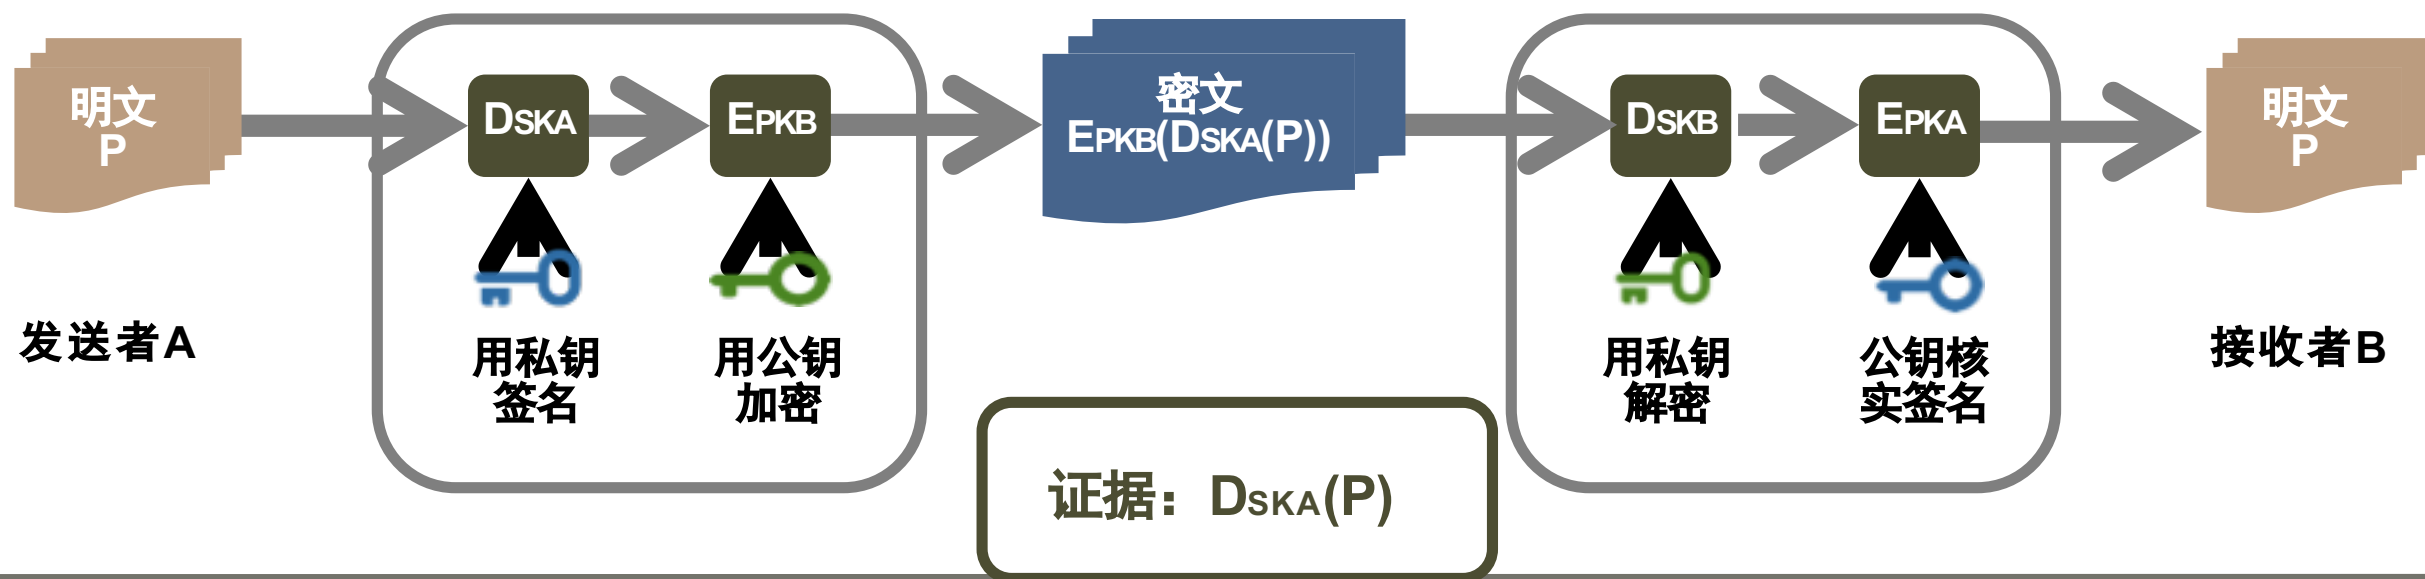 明文
P
DSKA
EPKB
密文
EPKB(DSKA(P))
DSKB
EPKA
明文
P
发送者A
用私钥
签名
用公钥
加密
用私钥
解密
公钥核
实签名
接收者B
证据：DSKA(P)